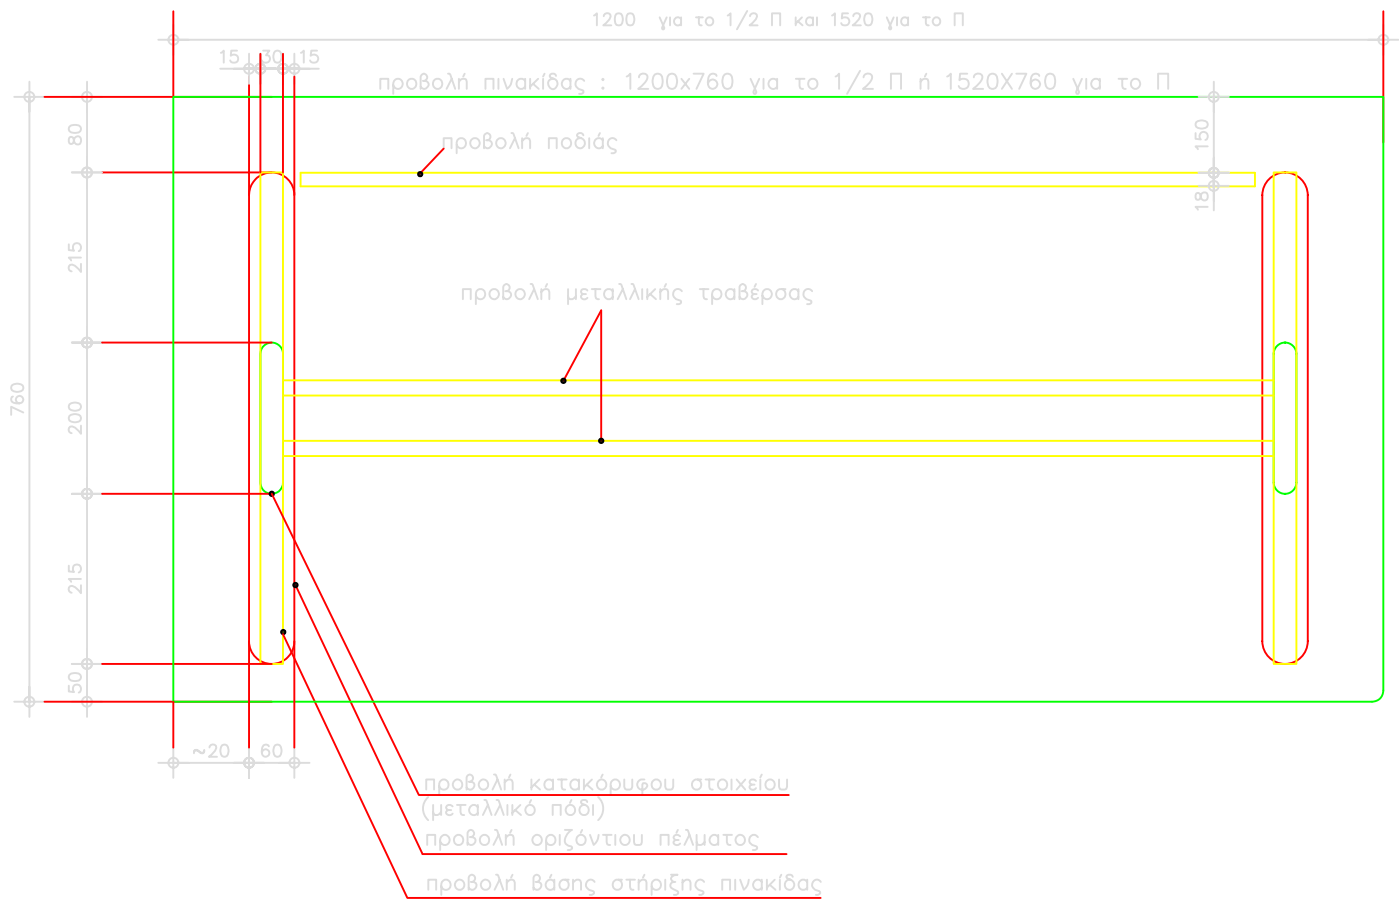 1200 για το 1/2 Π και 1520 για το Π
15 30 15
προβολή πινακίδας : 1200x760 για το 1/2 Π ή 1520X760 για το Π
80
150
προβολή ποδιάς
18
215
προβολή μεταλλικής τραβέρσας
760
200
215
50
~20 60
προβολή κατακόρυφου στοιχείου
(μεταλλικό πόδι)
προβολή οριζόντιου πέλματος
προβολή βάσης στήριξης πινακίδας